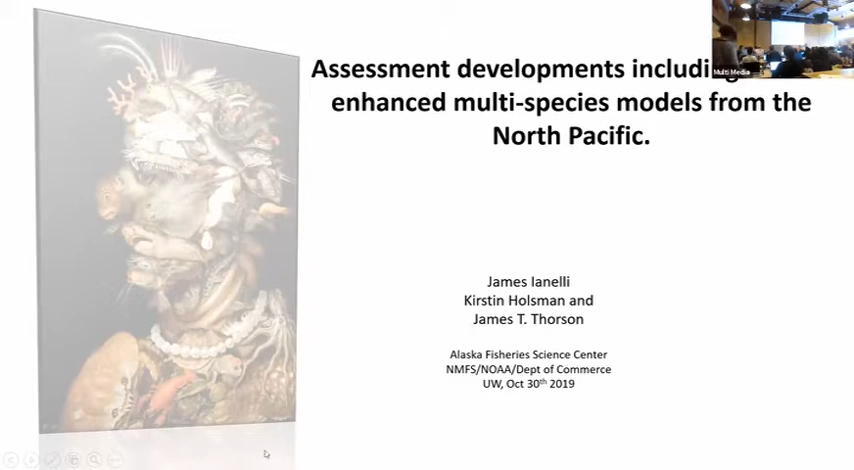 Assessment developments includi
enhanced multi-species models from the
North Pacific.
Multi Media
James Ianelli
Kirstin Holsman and
James T. Thorson
Alaska Fisheries Science Center
NMFS/NOAA/Dept of Commerce
UW, Oct 30th 2019